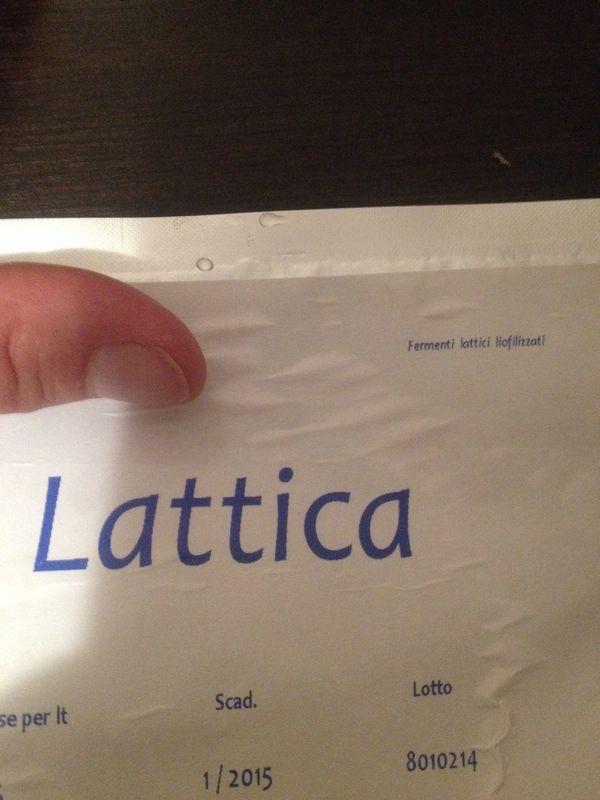 Fermenti lattici liofilizzati
Lattica
se per lt Scad. Lotto
1 / 2015 8010214